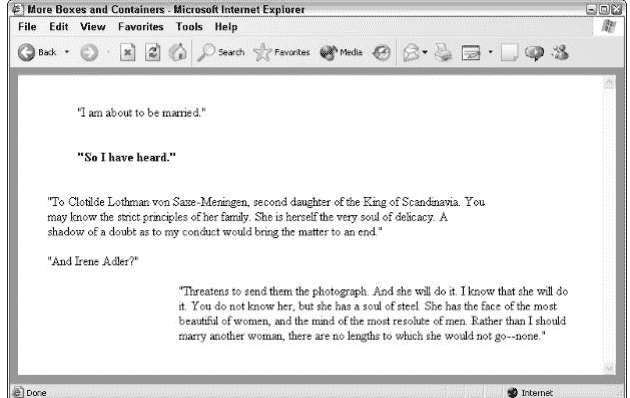 More Boxes and Containers - Microsoft Internet Explorer
File Edit View Favorites Tools Help
Back Search Favorites Media
"I am about to be married."
"So I have heard."
"To Clotilde Lothman von Saxe-Meningen, second daughter of the King of Scandinavia. You
may know the strict principles of her family. She is herself the very soul of delicacy. A
shadow of a doubt as to my conduct would bring the matter to an end."
"And Irene Adler?"
"Threatens to send them the photograph. And she will do it. I know that she will do
it. You do not know her, but she has a soul of steel. She has the face of the most
beautiful of women, and the mind of the most resolute of men. Rather than I should
marry another woman, there are no lengths to which she would not go--none."
Done Internet